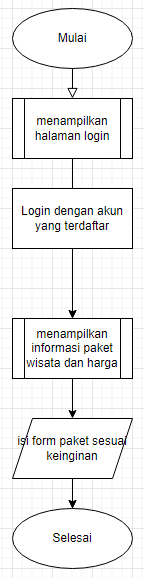 Mulai
menampilkan
halaman login
Login dengan akun
yang terdaftar
menampilkan
informasi paket
wisata dan harga
isi form paket sesuai
keinginan
Selesai